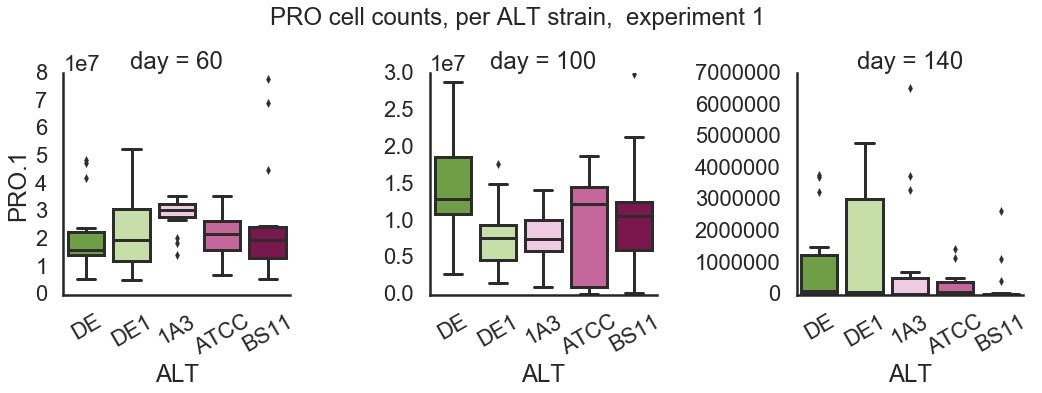 PRO cell counts, per ALT strain,  experiment 1
1e7
day = 60
8
7
6
5
4
3
2
1
0
PRO.1
DE
DE1
1A3
ATCC
BS11
ALT
1e7
day = 100
3.0
2.5
2.0
1.5
1.0
0.5
0.0
DE
DE1
1A3
ATCC
BS11
ALT
day = 140
7000000
6000000
5000000
4000000
3000000
2000000
1000000
0
DE
DE1
1A3
ATCC
BS11
ALT